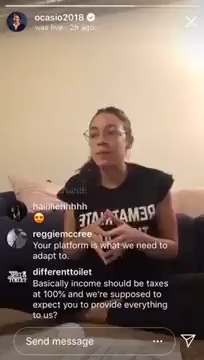 ocasio2018
was live · 2h ago
haiiihehhhhh
reggiemccree
Your platform is what we need to
adapt to.
differenttoilet
Basically income should be taxes
at 100% and we're supposed to
expect you to provide everything
to us?
Send message